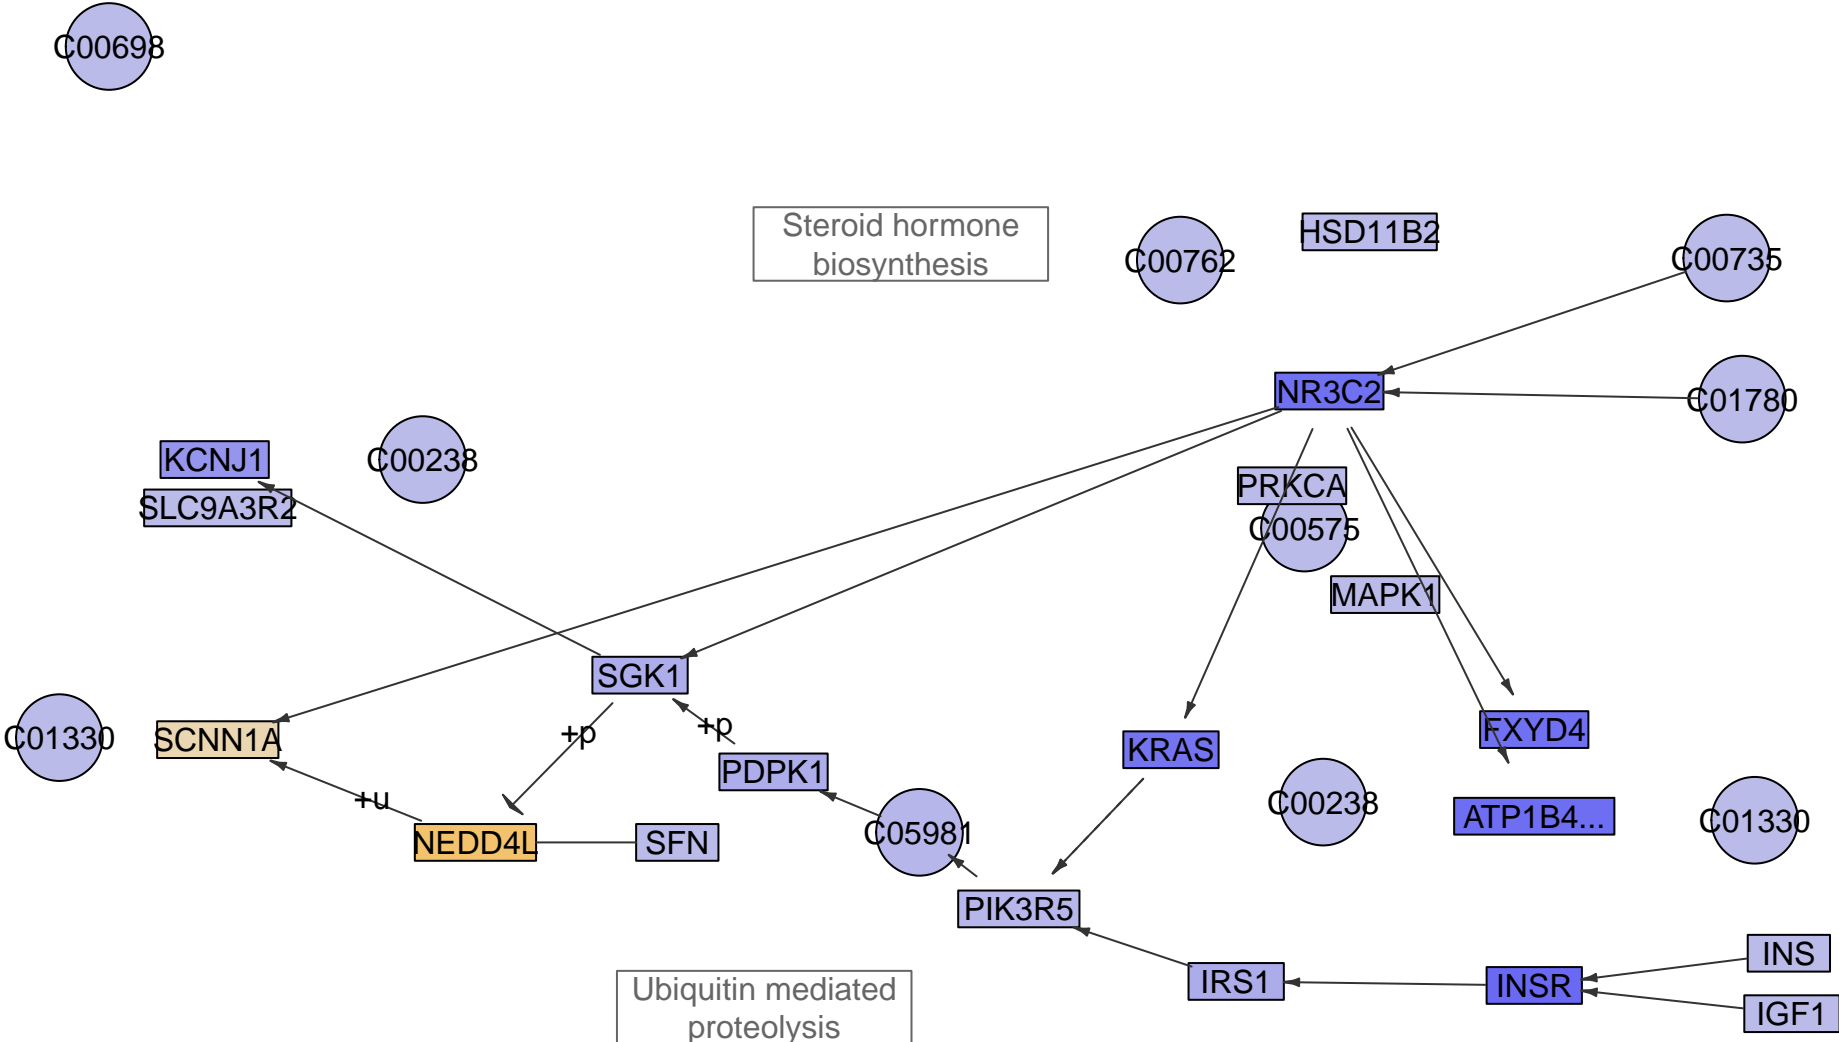 C00698
Steroid hormone
biosynthesis
C00762
HSD11B2
C00735
NR3C2
C01780
KCNJ1
C00238
SLC9A3R2
PRKCA
C00575
MAPK1
SGK1
C01330
SCNN1A
+p
+p
KRAS
FXYD4
PDPK1
+u
C00238
ATP1B4...
C01330
NEDD4L
SFN
C05981
PIK3R5
INS
IRS1
INSR
IGF1
Ubiquitin mediated
proteolysis